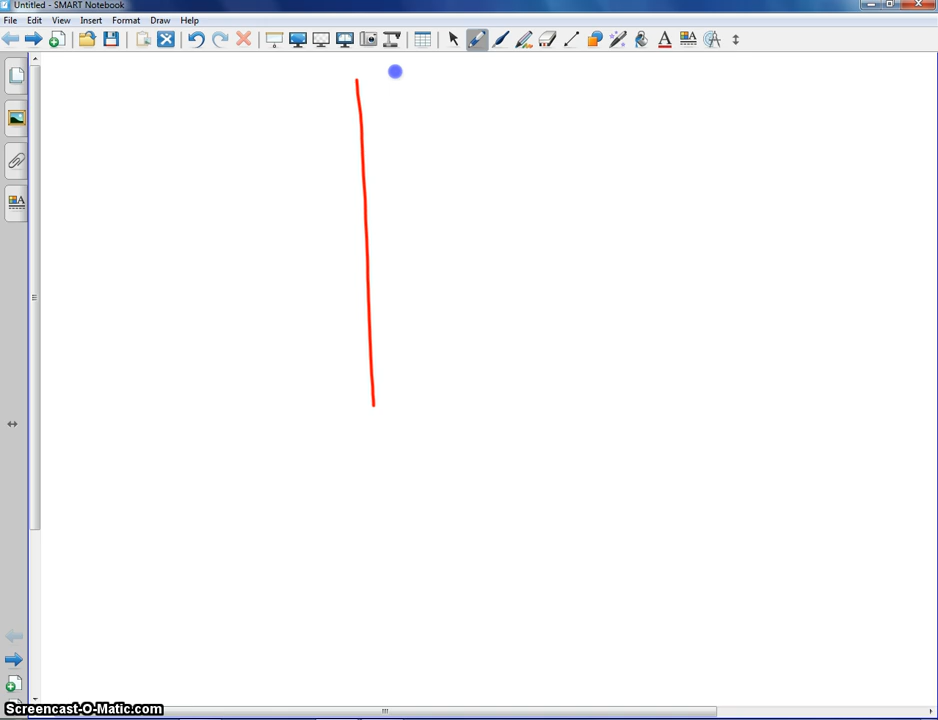 Untitled - SMART Notebook
File Edit View Insert Format Draw Help
Screencast-O-Matic.com